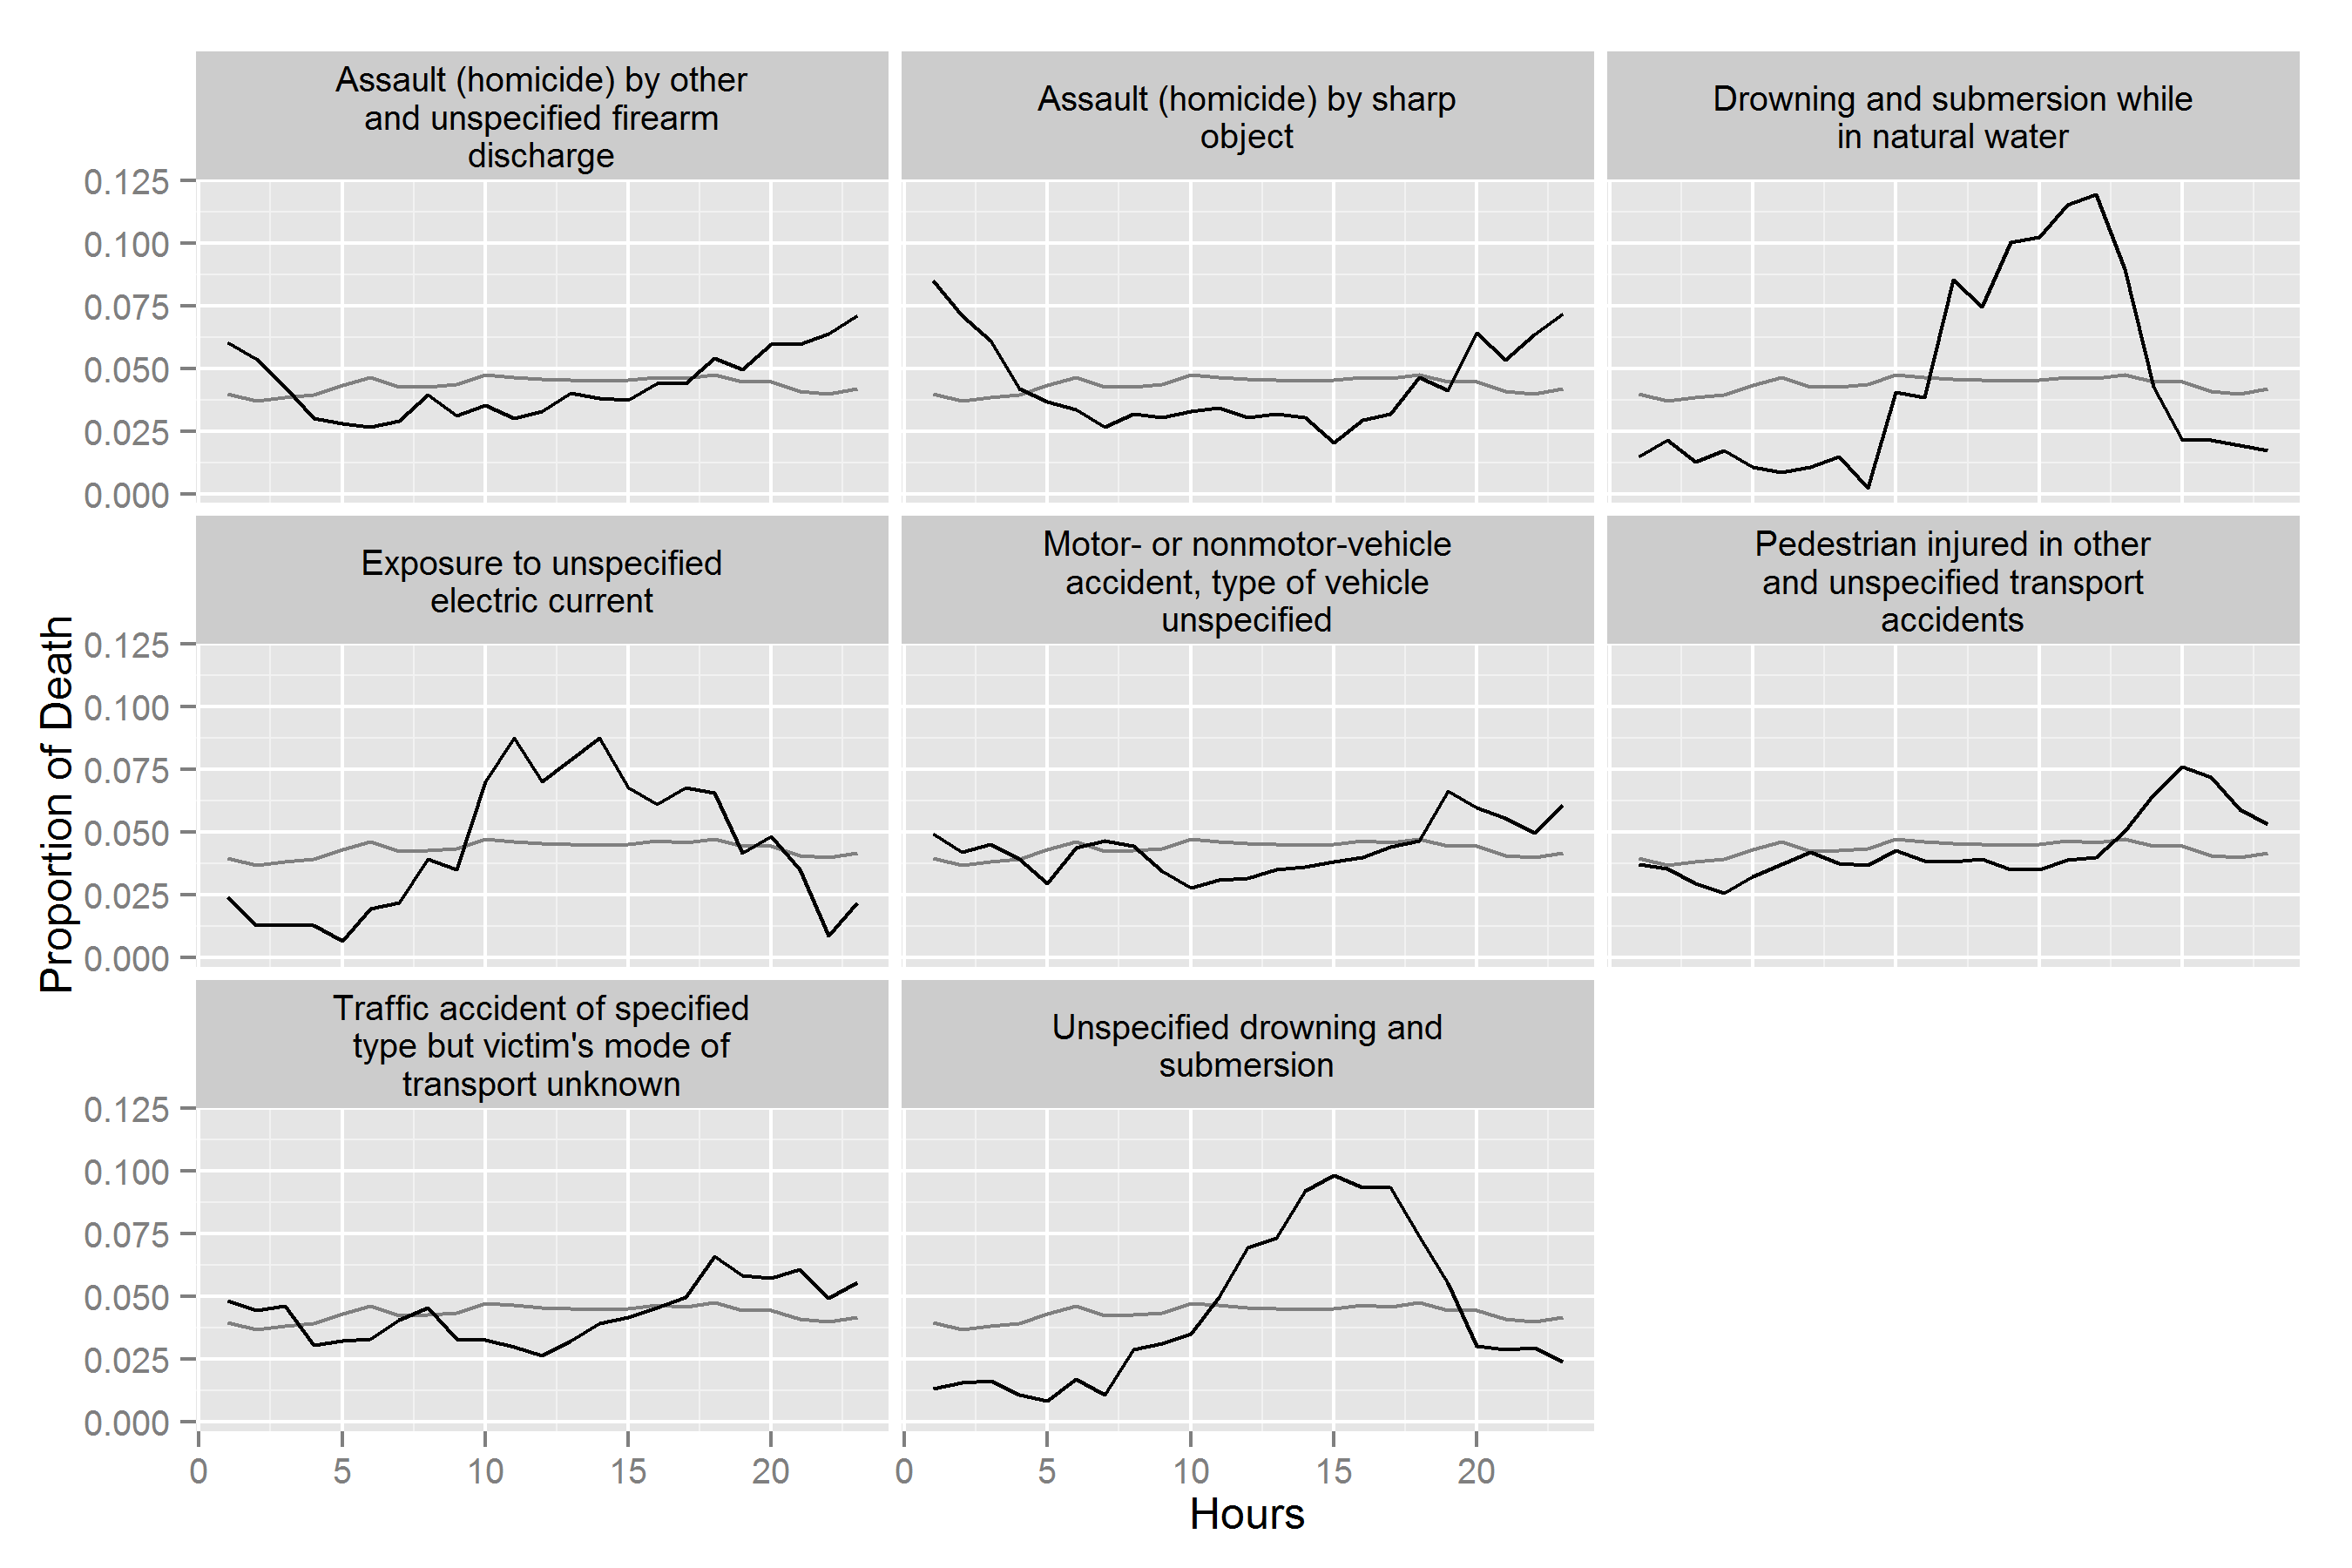 Assault (homicide) by other
and unspecified firearm
discharge
Assault (homicide) by sharp
object
Drowning and submersion while
in natural water
0.125
0.100
0.075
0.050
0.025
0.000
Exposure to unspecified
electric current
Motor- or nonmotor-vehicle
accident, type of vehicle
unspecified
Pedestrian injured in other
and unspecified transport
accidents
Proportion of Death
0.125
0.100
0.075
0.050
0.025
0.000
Traffic accident of specified
type but victim's mode of
transport unknown
Unspecified drowning and
submersion
0.125
0.100
0.075
0.050
0.025
0.000
0 5 10 15 20
0 5 10 15 20
Hours